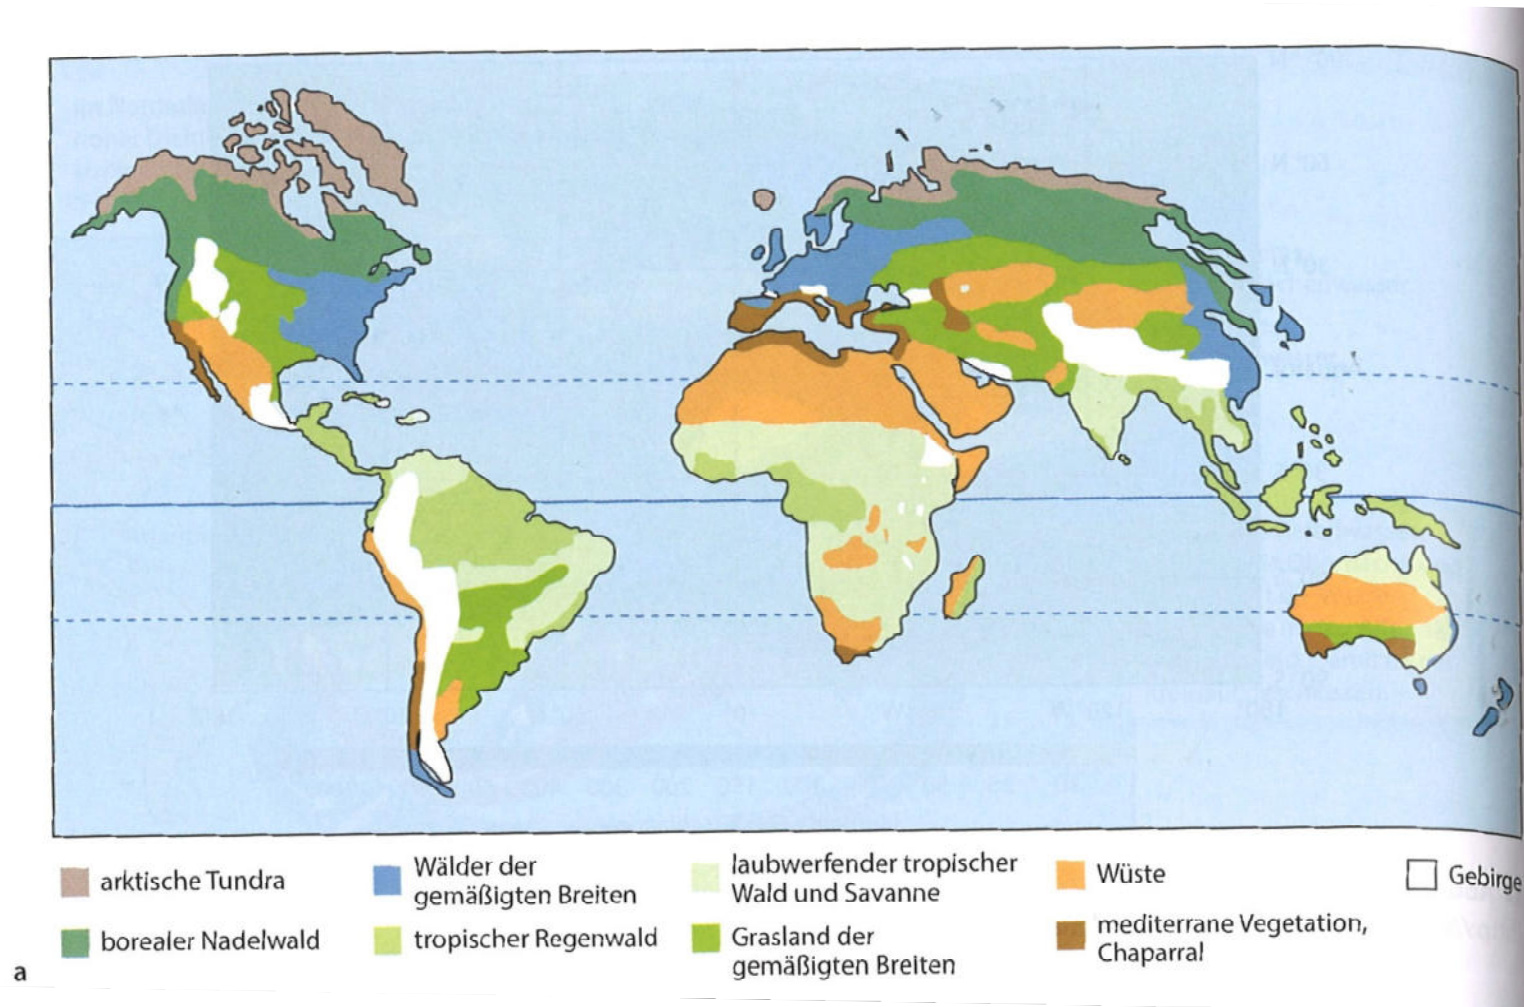 arktische Tundra
borealer Nadelwald
Wälder der
gemäßigten Breiten
tropischer Regenwald
laubwerfender tropischer
Wald und Savanne
Grasland der
gemäßigten Breiten
Wüste
mediterrane Vegetation,
Chaparral
Gebirge
a